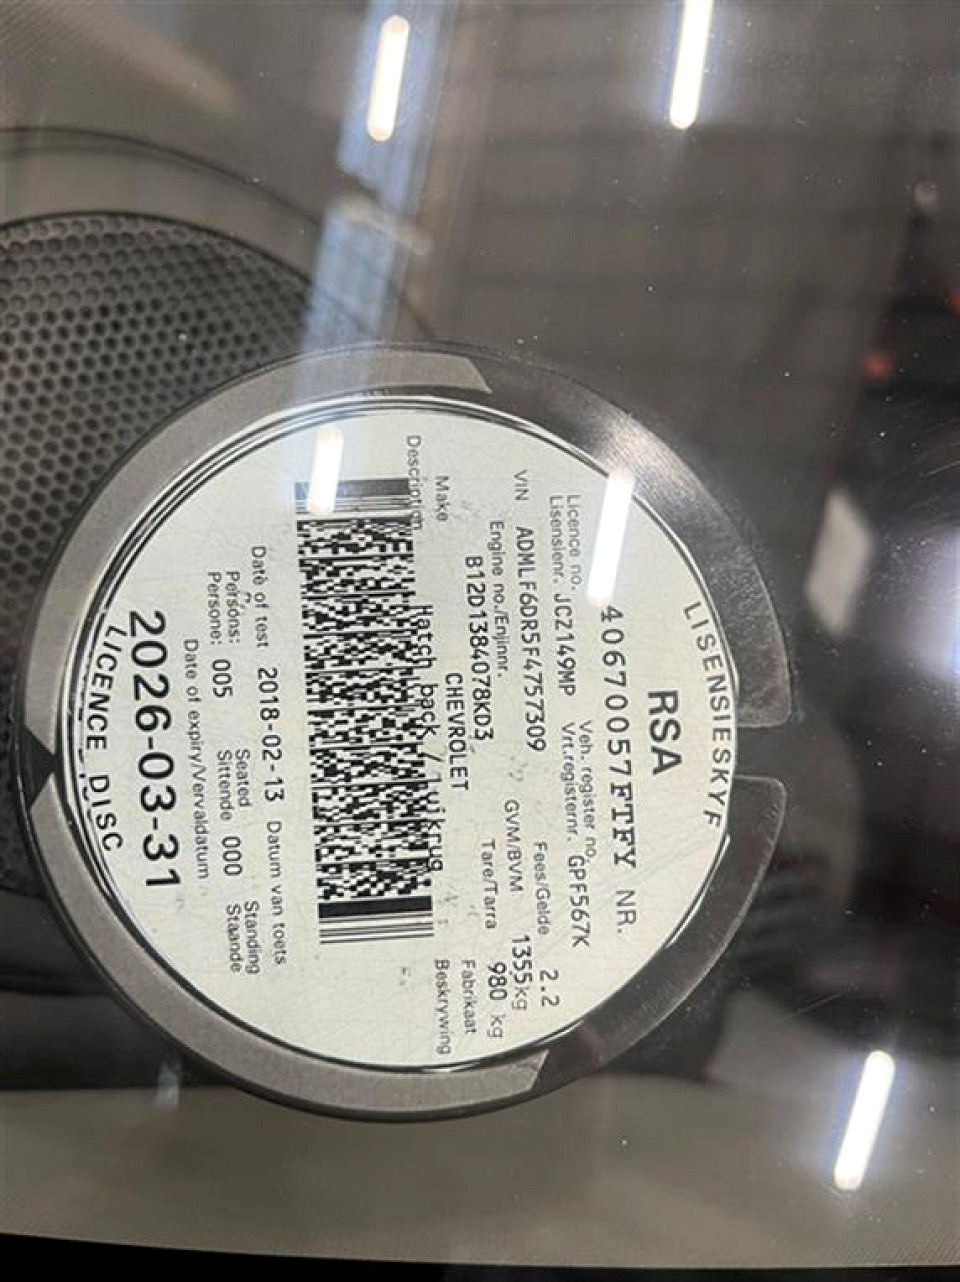 LISENSIESKYF
RSA
40670057FTFY NR.
Licence no. Veh. register no.
Lisensienr. JCZ149MP Vrt.registernr. GPF567K
Fees/Gelde 2.2
VIN ADMLF6DR5F4757309 GVM/BVM 1355kg
Engine no./Enjinnr. Tare/Tarra 980 kg
B12D1384078KD3
Make CHEVROLET Fabrikaat
Description Hatch back / luikrug Beskrywing
Date of test 2018-02-13 Datum van toets
Persons: 005 Seated 000 Standing
Persone: Sittende Staande
Date of expiry/Vervaldatum
2026-03-31
LICENCE DISC